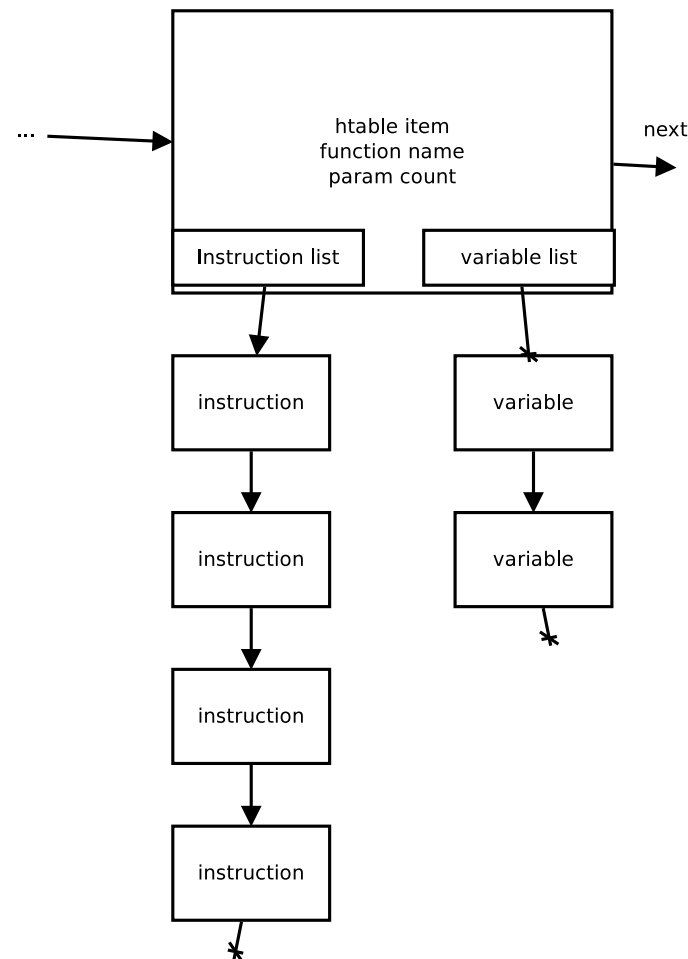 ...
htable item
function name
param count
next
Instruction list
variable list
instruction
variable
instruction
variable
instruction
instruction